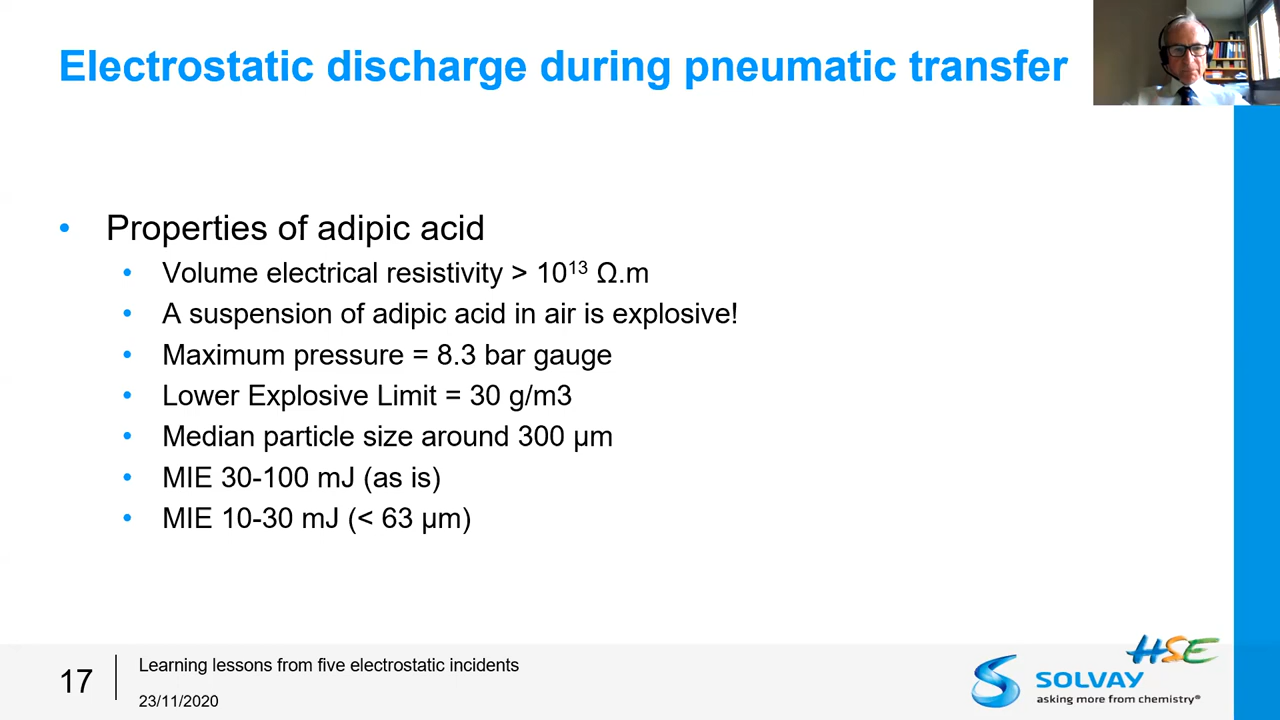 Electrostatic discharge during pneumatic transfer
• Properties of adipic acid
• Volume electrical resistivity > 10¹³ Ω.m
• A suspension of adipic acid in air is explosive!
• Maximum pressure = 8.3 bar gauge
• Lower Explosive Limit = 30 g/m3
• Median particle size around 300 µm
• MIE 30-100 mJ (as is)
• MIE 10-30 mJ (< 63 µm)
17
Learning lessons from five electrostatic incidents
23/11/2020
HSE
SOLVAY
asking more from chemistry®